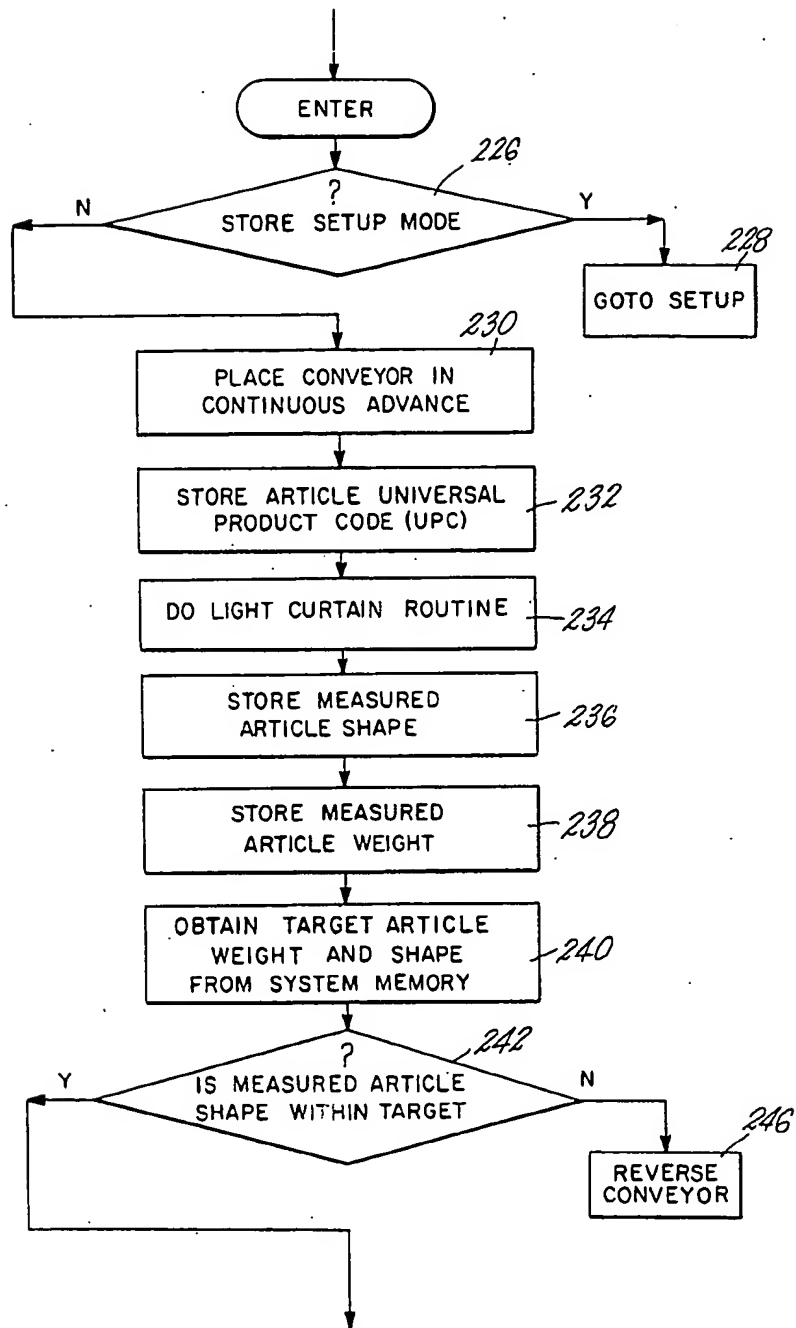 ENTER
226
?
N
STORE SETUP MODE
Y
228
GOTO SETUP
230
PLACE CONVEYOR IN
CONTINUOUS ADVANCE
STORE ARTICLE UNIVERSAL
PRODUCT CODE (UPC)
232
DO LIGHT CURTAIN ROUTINE
234
STORE MEASURED
ARTICLE SHAPE
236
STORE MEASURED
ARTICLE WEIGHT
238
OBTAIN TARGET ARTICLE
WEIGHT AND SHAPE
FROM SYSTEM MEMORY
240
242
?
Y
IS MEASURED ARTICLE
SHAPE WITHIN TARGET
N
246
REVERSE
CONVEYOR